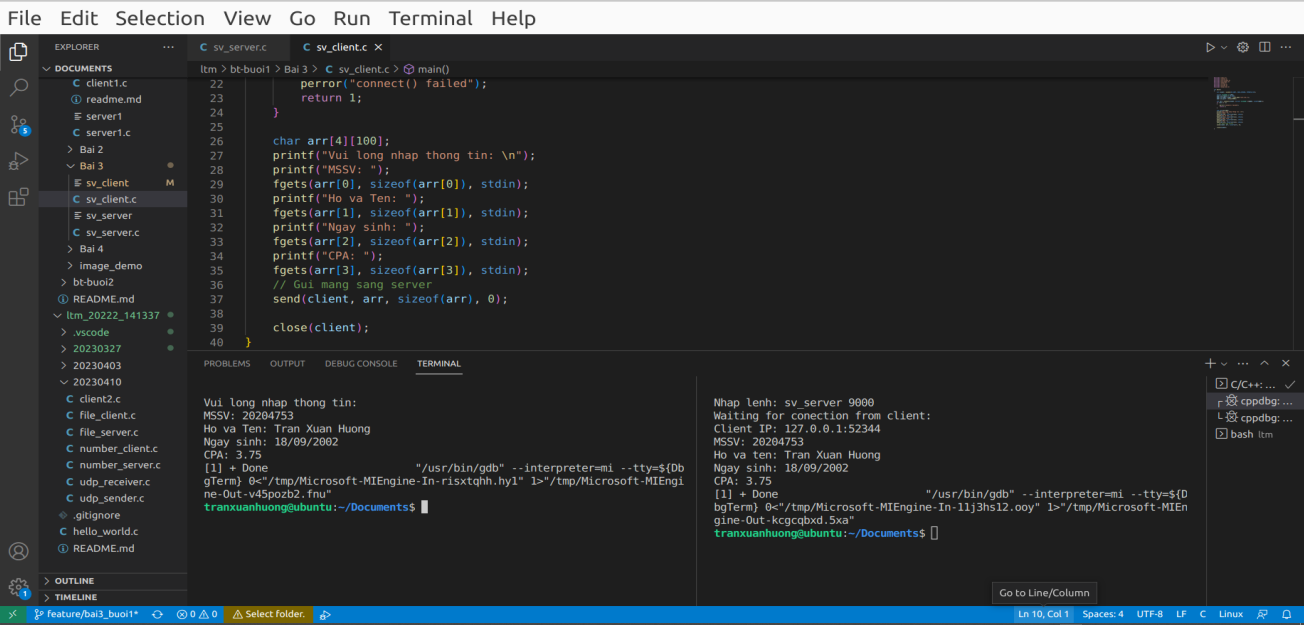 File Edit Selection View Go Run Terminal Help
EXPLORER ···
DOCUMENTS
C client1.c
readme.md
server1
C server1.c
Bai 2
Bai 3
sv_client M
C sv_client.c
sv_server
C sv_server.c
Bai 4
image_demo
bt-buoi2
README.md
ltm_20222_141337
.vscode
20230327
20230403
20230410
C client2.c
C file_client.c
C file_server.c
C number_client.c
C number_server.c
C udp_receiver.c
C udp_sender.c
.gitignore
C hello_world.c
README.md
OUTLINE
TIMELINE
5
1
C sv_server.c C sv_client.c ×
ltm > bt-buoi1 > Bai 3 > C sv_client.c > main()
22 perror("connect() failed");
23 return 1;
24 }
25
26 char arr[4][100];
27 printf("Vui long nhap thong tin: \n");
28 printf("MSSV: ");
29 fgets(arr[0], sizeof(arr[0]), stdin);
30 printf("Ho va Ten: ");
31 fgets(arr[1], sizeof(arr[1]), stdin);
32 printf("Ngay sinh: ");
33 fgets(arr[2], sizeof(arr[2]), stdin);
34 printf("CPA: ");
35 fgets(arr[3], sizeof(arr[3]), stdin);
36 // Gui mang sang server
37 send(client, arr, sizeof(arr), 0);
38
39 close(client);
40 }
PROBLEMS OUTPUT DEBUG CONSOLE TERMINAL
Vui long nhap thong tin:
MSSV: 20204753
Ho va Ten: Tran Xuan Huong
Ngay sinh: 18/09/2002
CPA: 3.75
[1] + Done "/usr/bin/gdb" --interpreter=mi --tty=${Db
gTerm} 0<"/tmp/Microsoft-MIEngine-In-risxtqhh.hy1" 1>"/tmp/Microsoft-MIEngi
ne-Out-v45pozb2.fnu"
tranxuanhuong@ubuntu:~/Documents$
Nhap lenh: sv_server 9000
Waiting for conection from client:
Client IP: 127.0.0.1:52344
MSSV: 20204753
Ho va ten: Tran Xuan Huong
Ngay sinh: 18/09/2002
CPA: 3.75
[1] + Done "/usr/bin/gdb" --interpreter=mi --tty=${D
bgTerm} 0<"/tmp/Microsoft-MIEngine-In-11j3hs12.ooy" 1>"/tmp/Microsoft-MIEn
gine-Out-kcgcqbxd.5xa"
tranxuanhuong@ubuntu:~/Documents$
C/C++: ...
cppdbg: ...
cppdbg: ...
bash ltm
Go to Line/Column
feature/bai3_buoi1* 0 0 Select folder. Ln 10, Col 1 Spaces: 4 UTF-8 LF C Linux